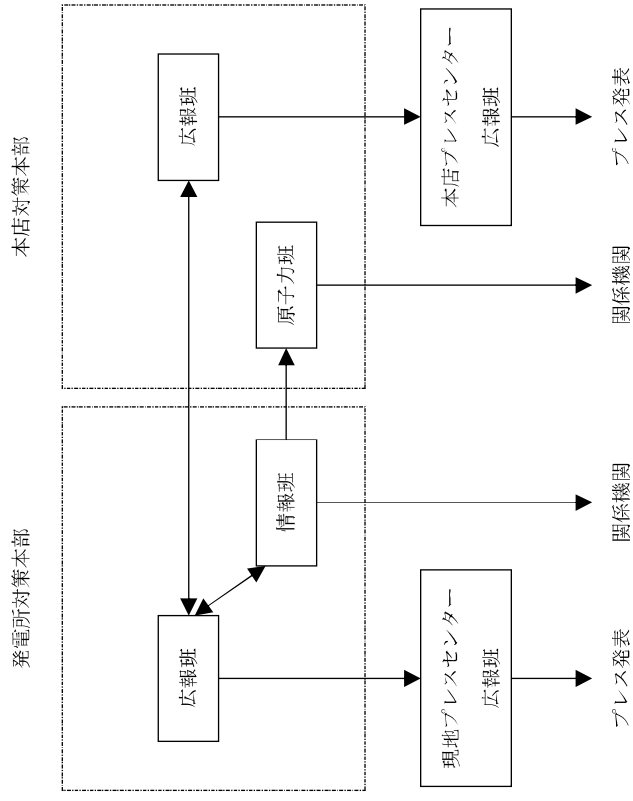 発電所対策本部
本店対策本部
広報班
広報班
情報班
原子力班
現地プレスセンター
広報班
本店プレスセンター
広報班
プレス発表
関係機関
関係機関
プレス発表